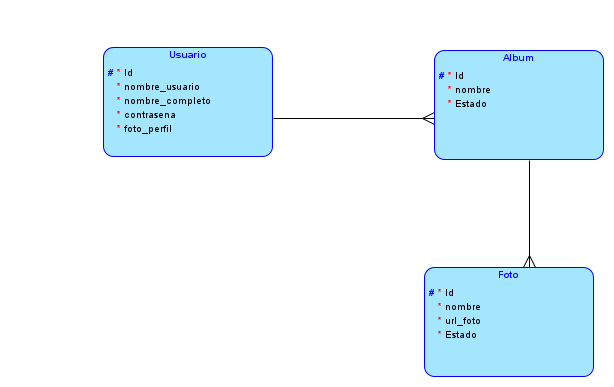 Usuario
# * Id
* nombre_usuario
* nombre_completo
* contrasena
* foto_perfil
Album
# * Id
* nombre
* Estado
Foto
# * Id
* nombre
* url_foto
* Estado